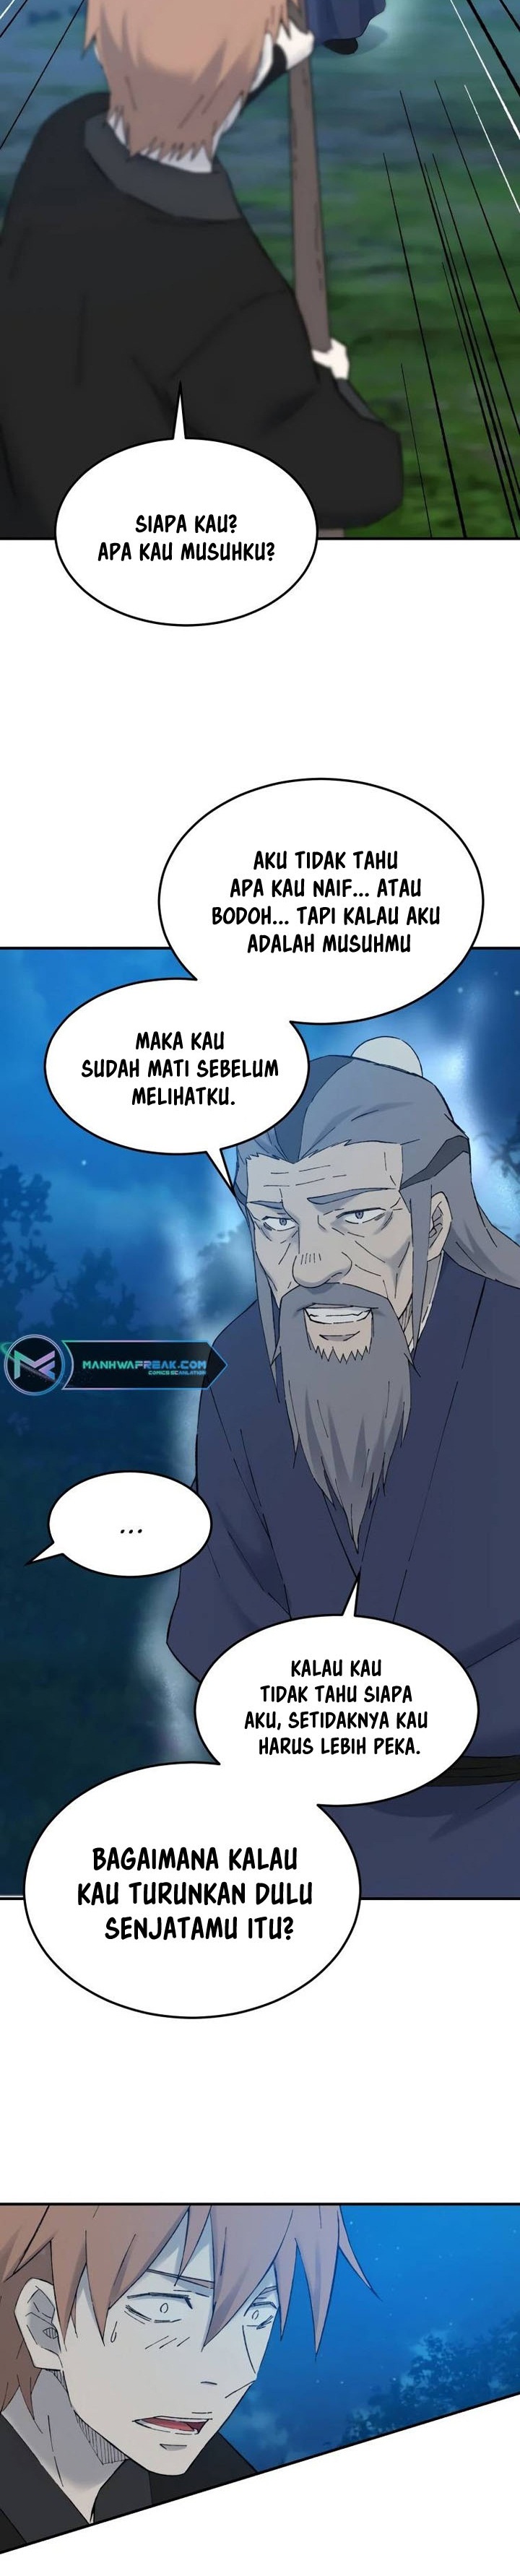 SIAPA KAU?
APA KAU MUSUHKU?
AKU TIDAK TAHU
APA KAU NAIF... ATAU
BODOH... TAPI KALAU AKU
ADALAH MUSUHMU
MAKA KAU
SUDAH MATI SEBELUM
MELIHATKU.
MANHWAFREAK.COM
COMICS SCANLATION
...
KALAU KAU
TIDAK TAHU SIAPA
AKU, SETIDAKNYA KAU
HARUS LEBIH PEKA.
BAGAIMANA KALAU
KAU TURUNKAN DULU
SENJATAMU ITU?